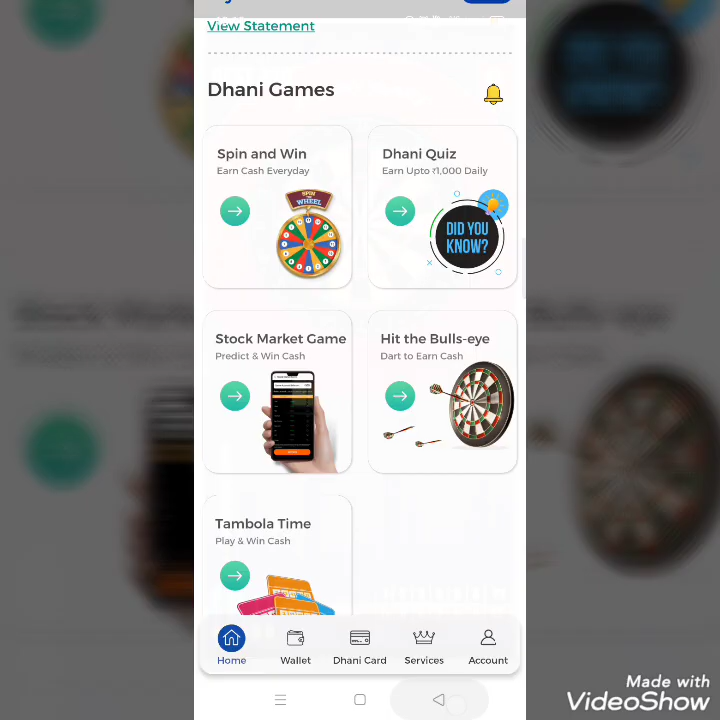 View Statement
Dhani Games
Spin and Win
Earn Cash Everyday
SPIN
WHEEL
Dhani Quiz
Earn Upto ₹1,000 Daily
DID YOU
KNOW?
Stock Market Game
Predict & Win Cash
Hit the Bulls-eye
Dart to Earn Cash
Tambola Time
Play & Win Cash
Home
Wallet
Dhani Card
Services
Account
Made with
VideoShow